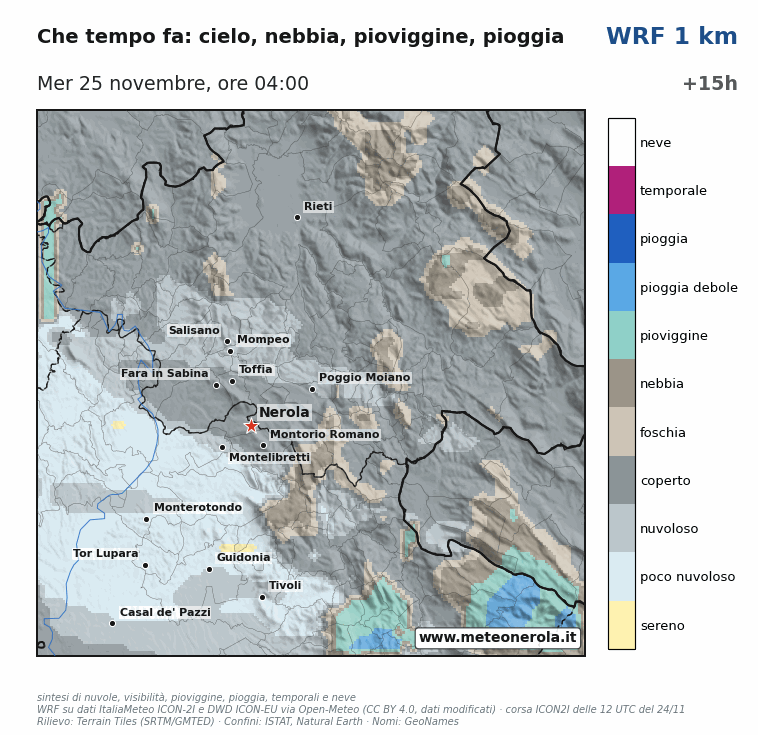 Che tempo fa: cielo, nebbia, pioviggine, pioggia
WRF 1 km
Mer 25 novembre, ore 04:00
+15h
neve
temporale
pioggia
pioggia debole
pioviggine
nebbia
foschia
coperto
nuvoloso
poco nuvoloso
sereno
Rieti
Salisano
Mompeo
Fara in Sabina
Toffia
Poggio Moiano
Nerola
Montorio Romano
Montelibretti
Monterotondo
Tor Lupara
Guidonia
Tivoli
Casal de' Pazzi
www.meteonerola.it
sintesi di nuvole, visibilità, pioviggine, pioggia, temporali e neve
WRF su dati ItaliaMeteo ICON-2I e DWD ICON-EU via Open-Meteo (CC BY 4.0, dati modificati) · corsa ICON2I delle 12 UTC del 24/11
Rilievo: Terrain Tiles (SRTM/GMTED) · Confini: ISTAT, Natural Earth · Nomi: GeoNames